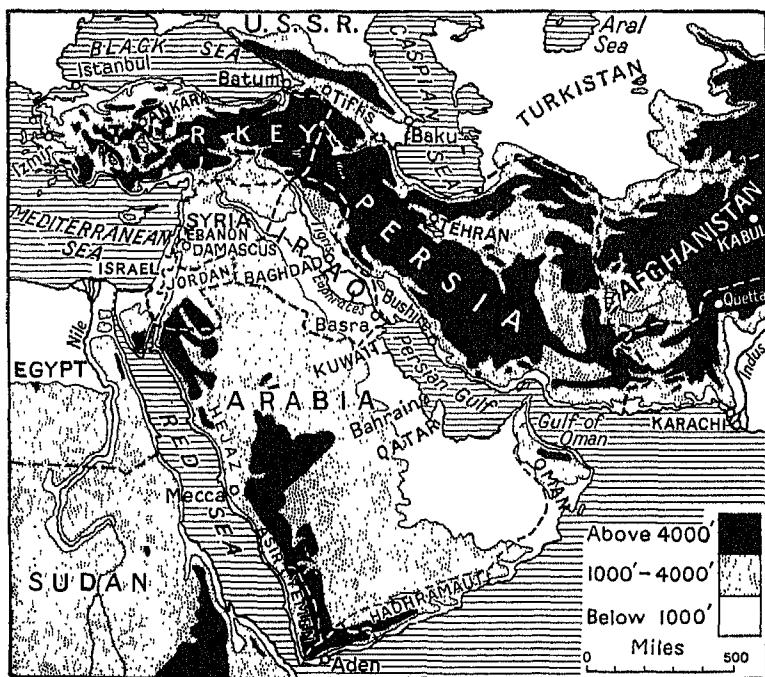 U.S.S.R.
Aral
Sea
BLACK
SEA
Istanbul
CASPIAN
SEA
Batum
Tiflis
Baku
TURKISTAN
ANKARA
TURKEY
Izmir
MEDITERRANEAN
SEA
SYRIA
LEBANON
DAMASCUS
ISRAEL
JORDAN
BAGHDAD
IRAQ
Tigris
Euphrates
PERSIA
TEHRAN
AFGHANISTAN
KABUL
Quetta
Indus
Basra
Bushire
KUWAIT
Persian Gulf
Nile
EGYPT
RED
SEA
ARABIA
HEJAZ
Bahrain
QATAR
Gulf of
Oman
KARACHI
OMAN
Mecca
ASIR
SUDAN
HADHRAMAUT
Aden
Above 4000'
1000'-4000'
Below 1000'
Miles
0 500